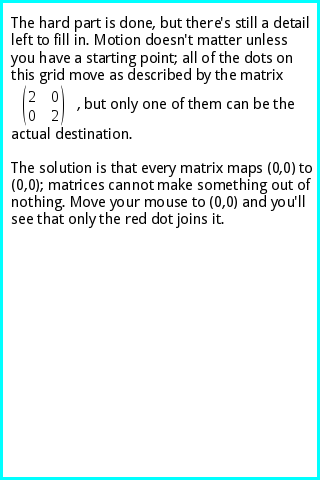 The hard part is done, but there's still a detail
left to fill in. Motion doesn't matter unless
you have a starting point; all of the dots on
this grid move as described by the matrix
(2 0
0 2) , but only one of them can be the
actual destination.
The solution is that every matrix maps (0,0) to
(0,0); matrices cannot make something out of
nothing. Move your mouse to (0,0) and you'll
see that only the red dot joins it.